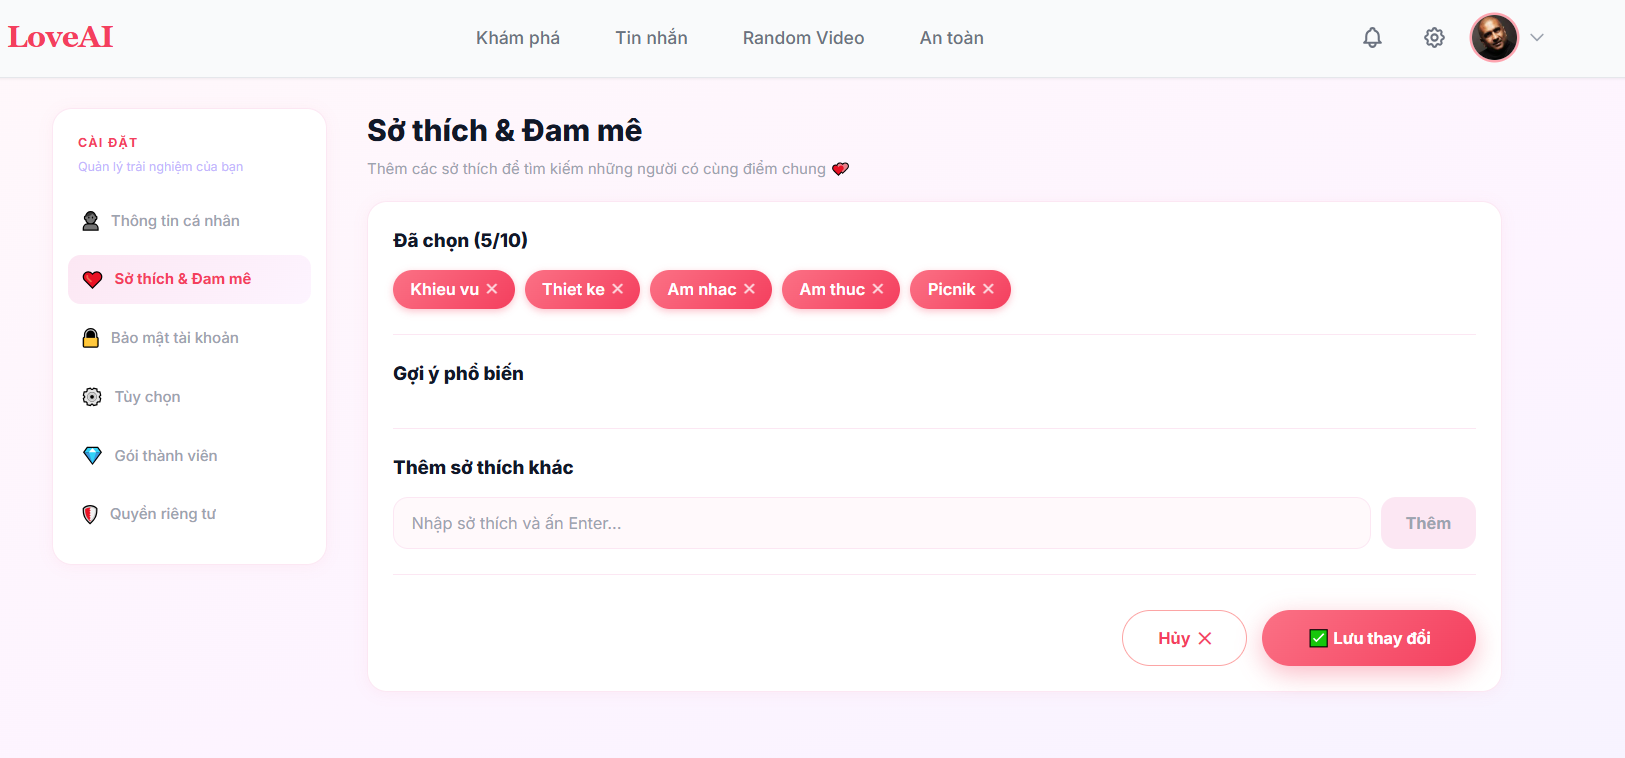 LoveAI
Khám phá
Tin nhắn
Random Video
An toàn
CÀI ĐẶT
Quản lý trải nghiệm của bạn
Thông tin cá nhân
Sở thích & Đam mê
Bảo mật tài khoản
Tùy chọn
Gói thành viên
Quyền riêng tư
Sở thích & Đam mê
Thêm các sở thích để tìm kiếm những người có cùng điểm chung 💕
Đã chọn (5/10)
Khieu vu ✕
Thiet ke ✕
Am nhac ✕
Am thuc ✕
Picnik ✕
Gợi ý phổ biến
Thêm sở thích khác
Nhập sở thích và ấn Enter...
Thêm
Hủy ✕
✅ Lưu thay đổi